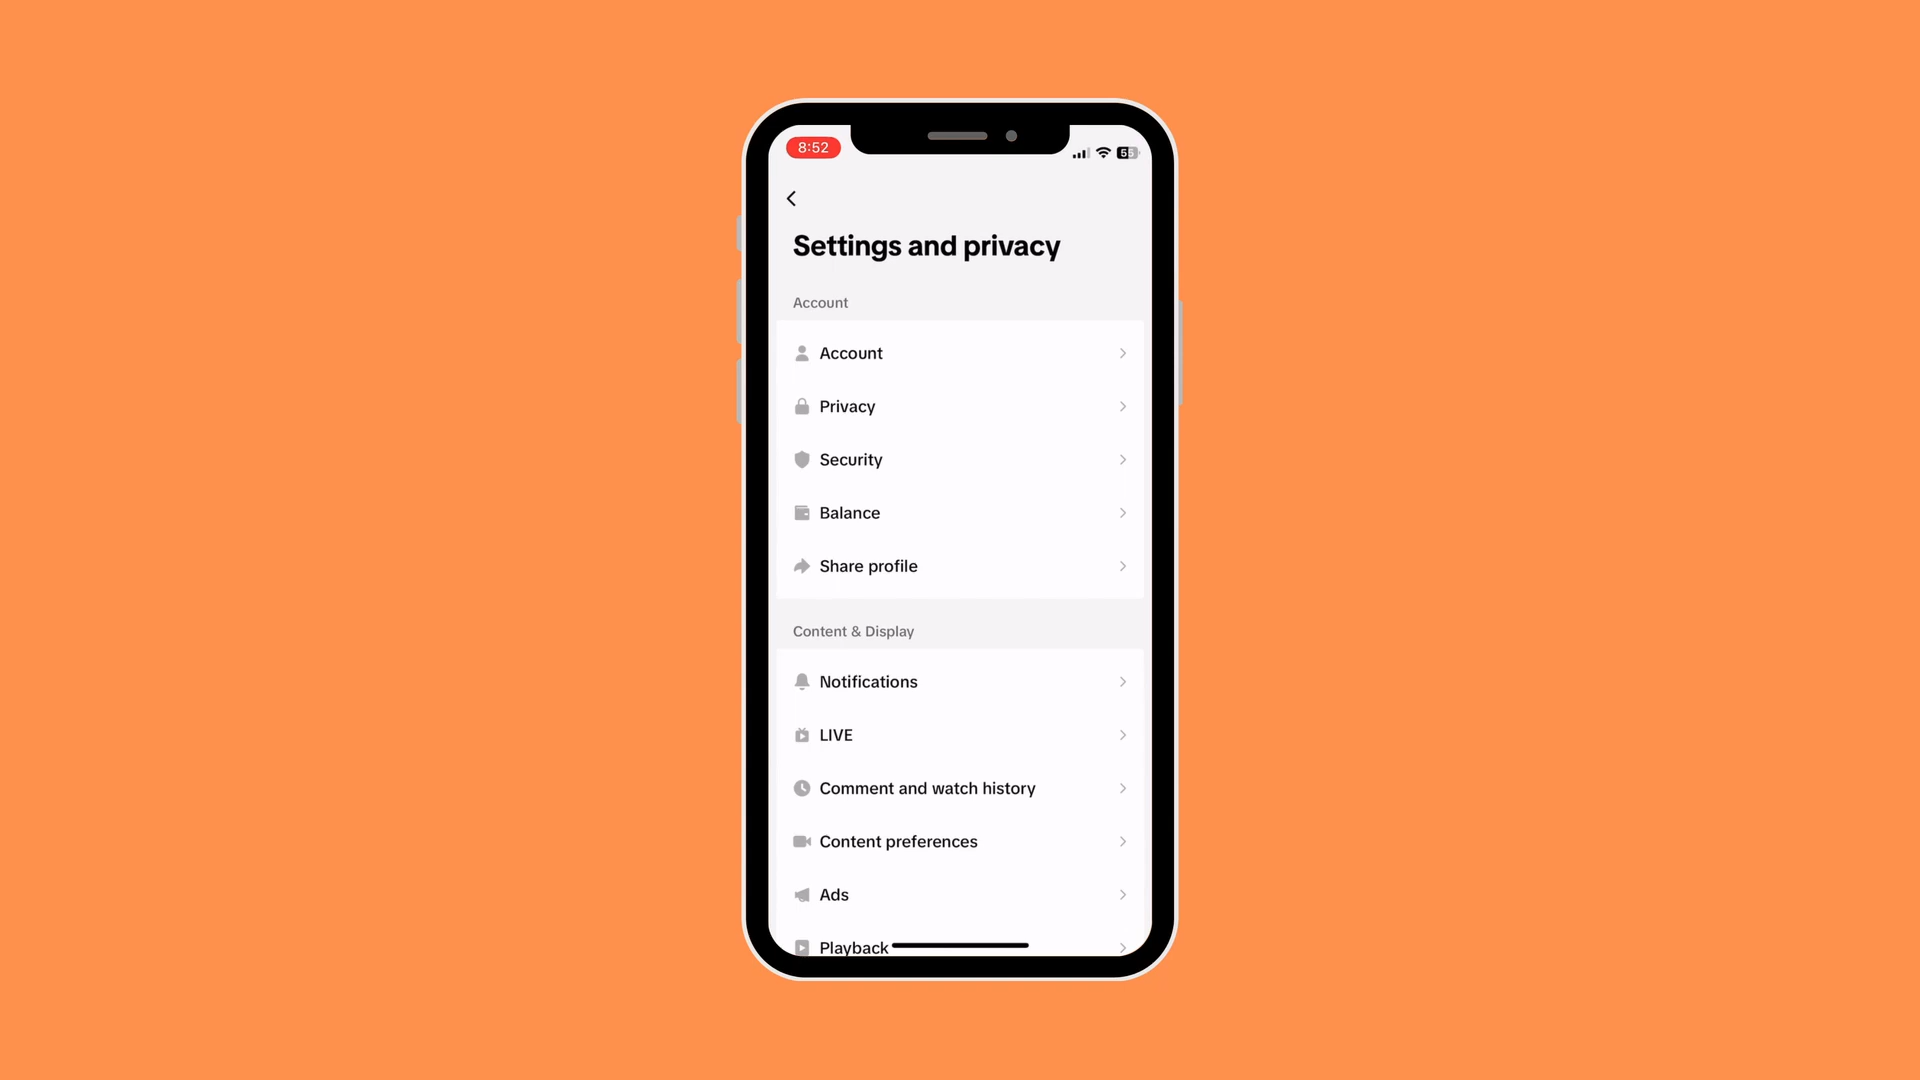 8:52
Settings and privacy
Account
Account
Privacy
Security
Balance
Share profile
Content & Display
Notifications
LIVE
Comment and watch history
Content preferences
Ads
Playback